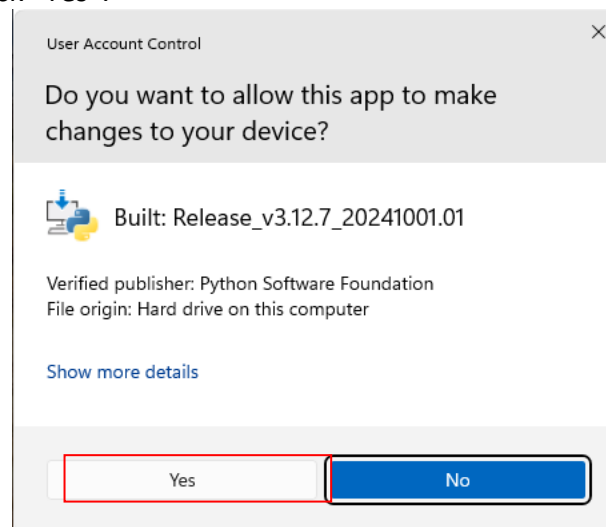 User Account Control
Do you want to allow this app to make
changes to your device?
Built: Release_v3.12.7_20241001.01
Verified publisher: Python Software Foundation
File origin: Hard drive on this computer
Show more details
Yes
No